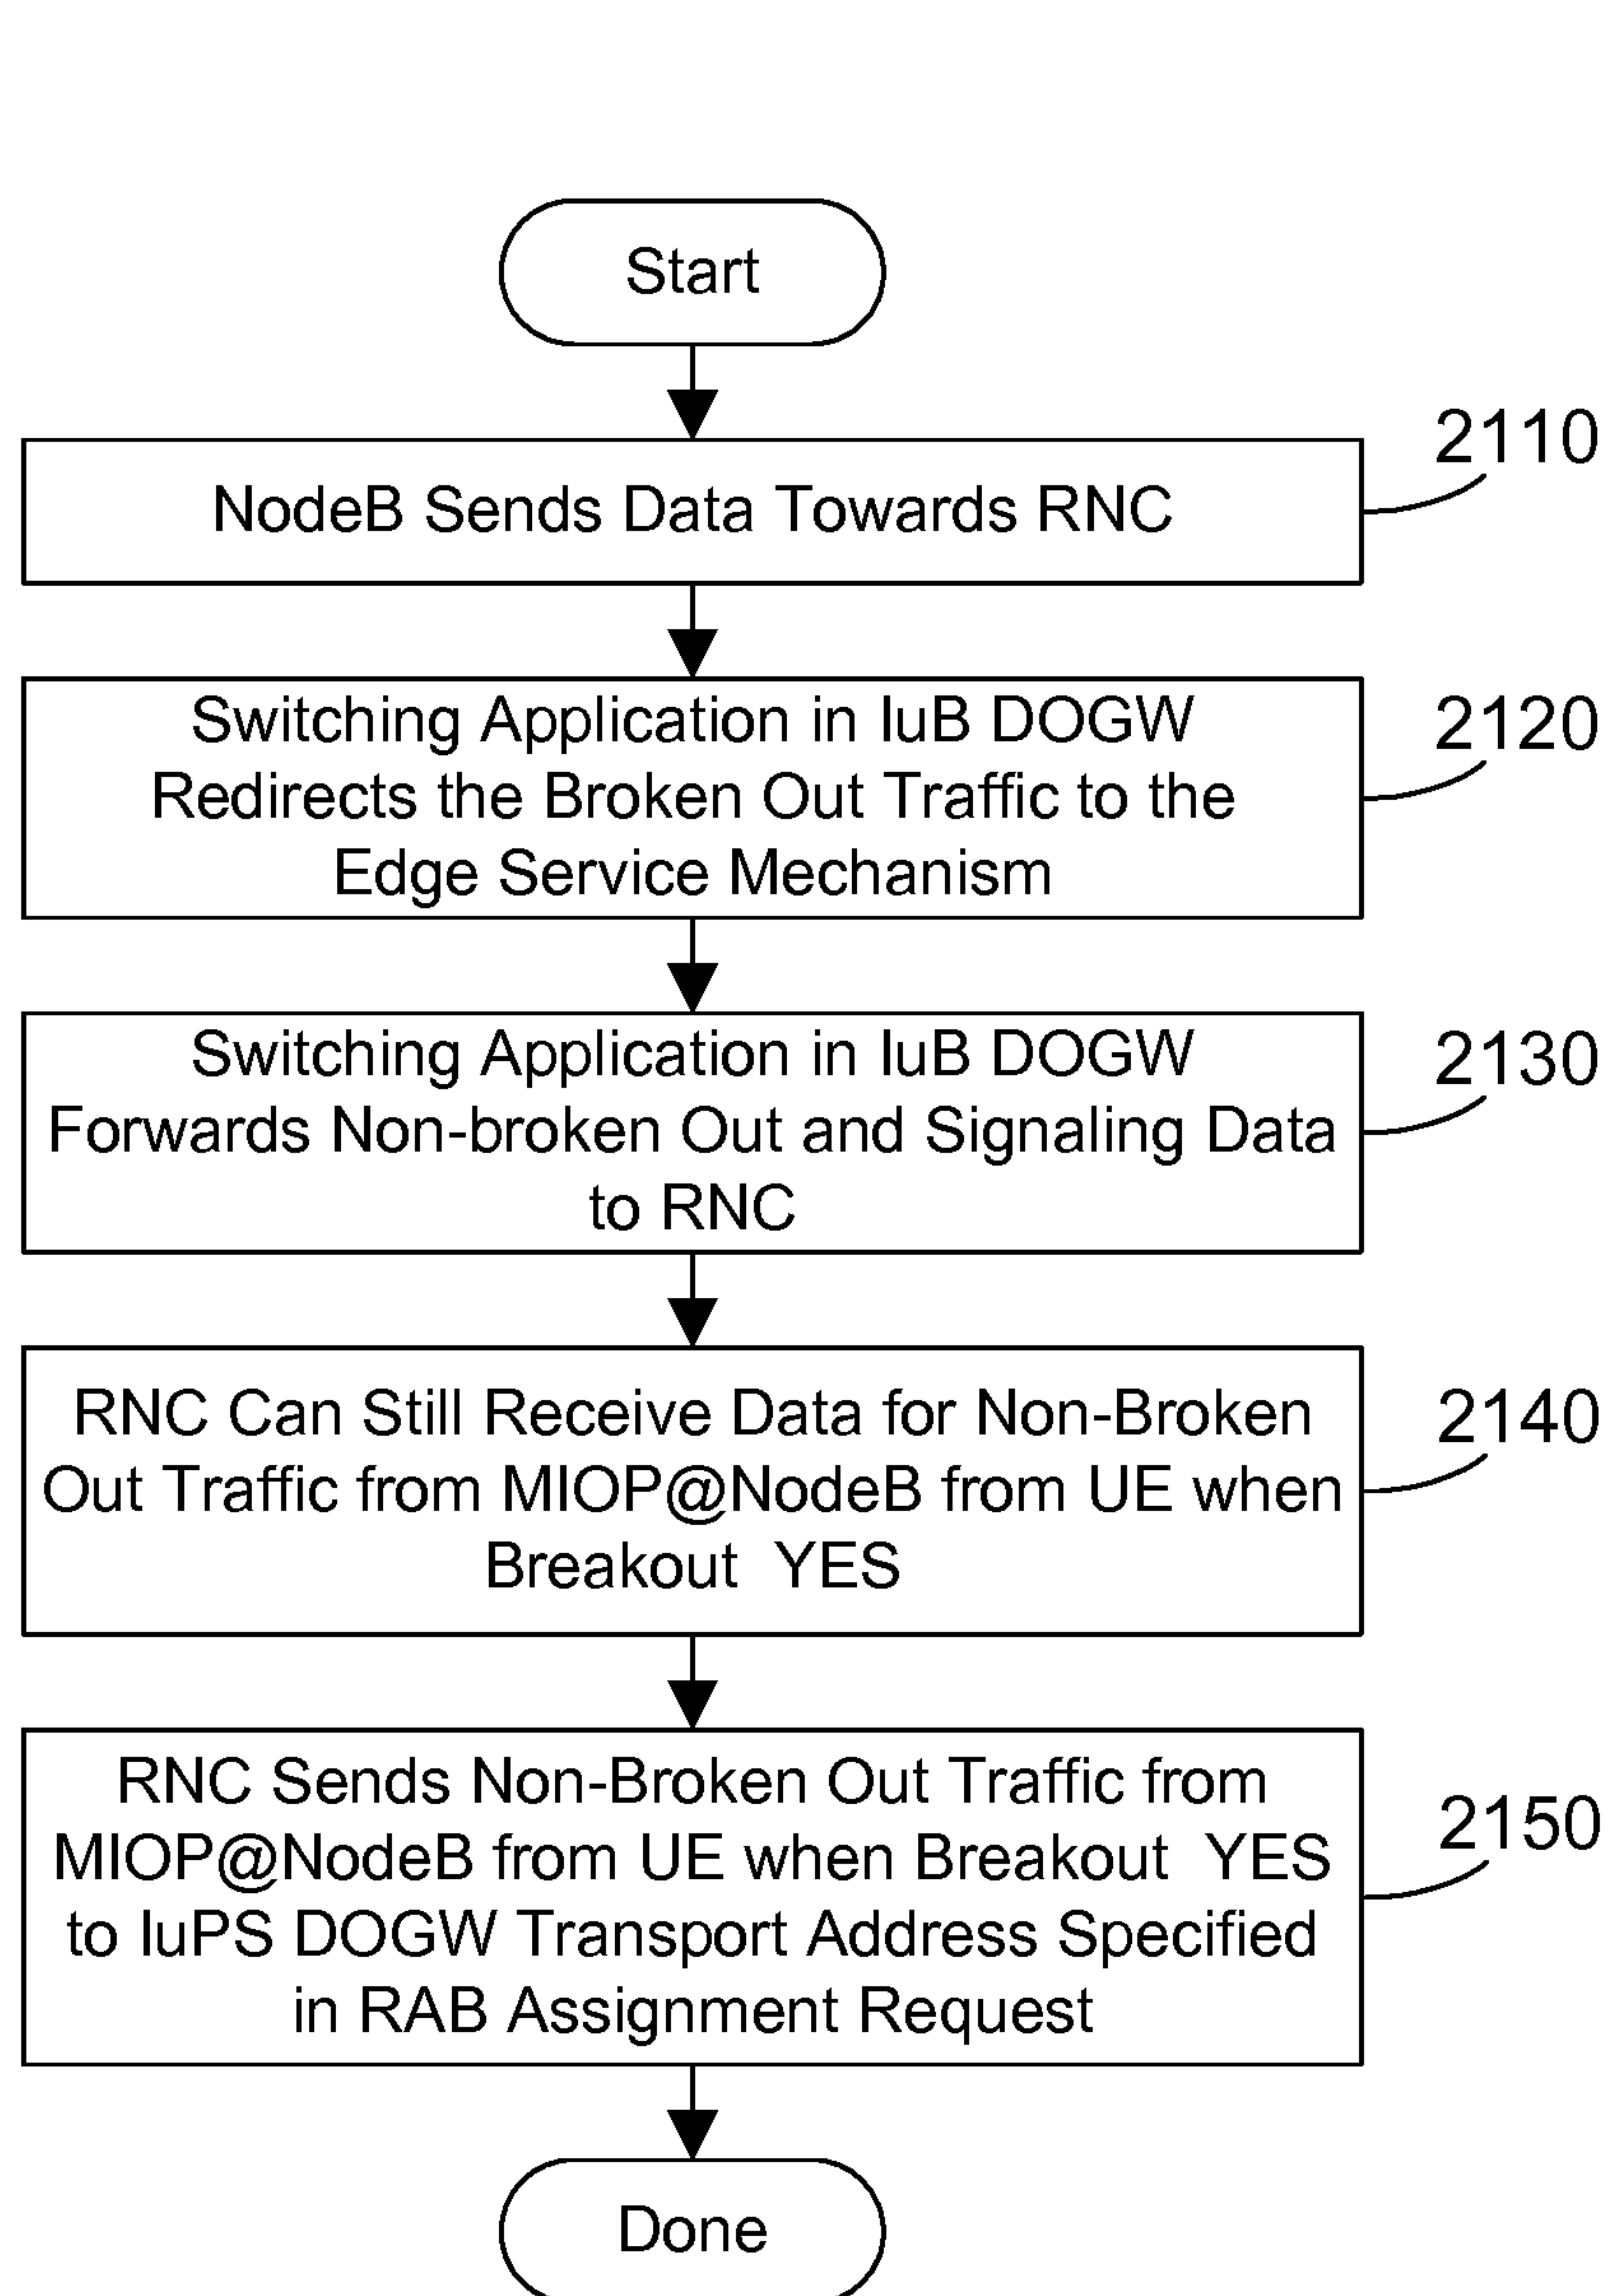 Start
2110
NodeB Sends Data Towards RNC
2120
Switching Application in IuB DOGW
Redirects the Broken Out Traffic to the
Edge Service Mechanism
2130
Switching Application in IuB DOGW
Forwards Non-broken Out and Signaling Data
to RNC
2140
RNC Can Still Receive Data for Non-Broken
Out Traffic from MIOP@NodeB from UE when
Breakout  YES
2150
RNC Sends Non-Broken Out Traffic from
MIOP@NodeB from UE when Breakout  YES
to IuPS DOGW Transport Address Specified
in RAB Assignment Request
Done